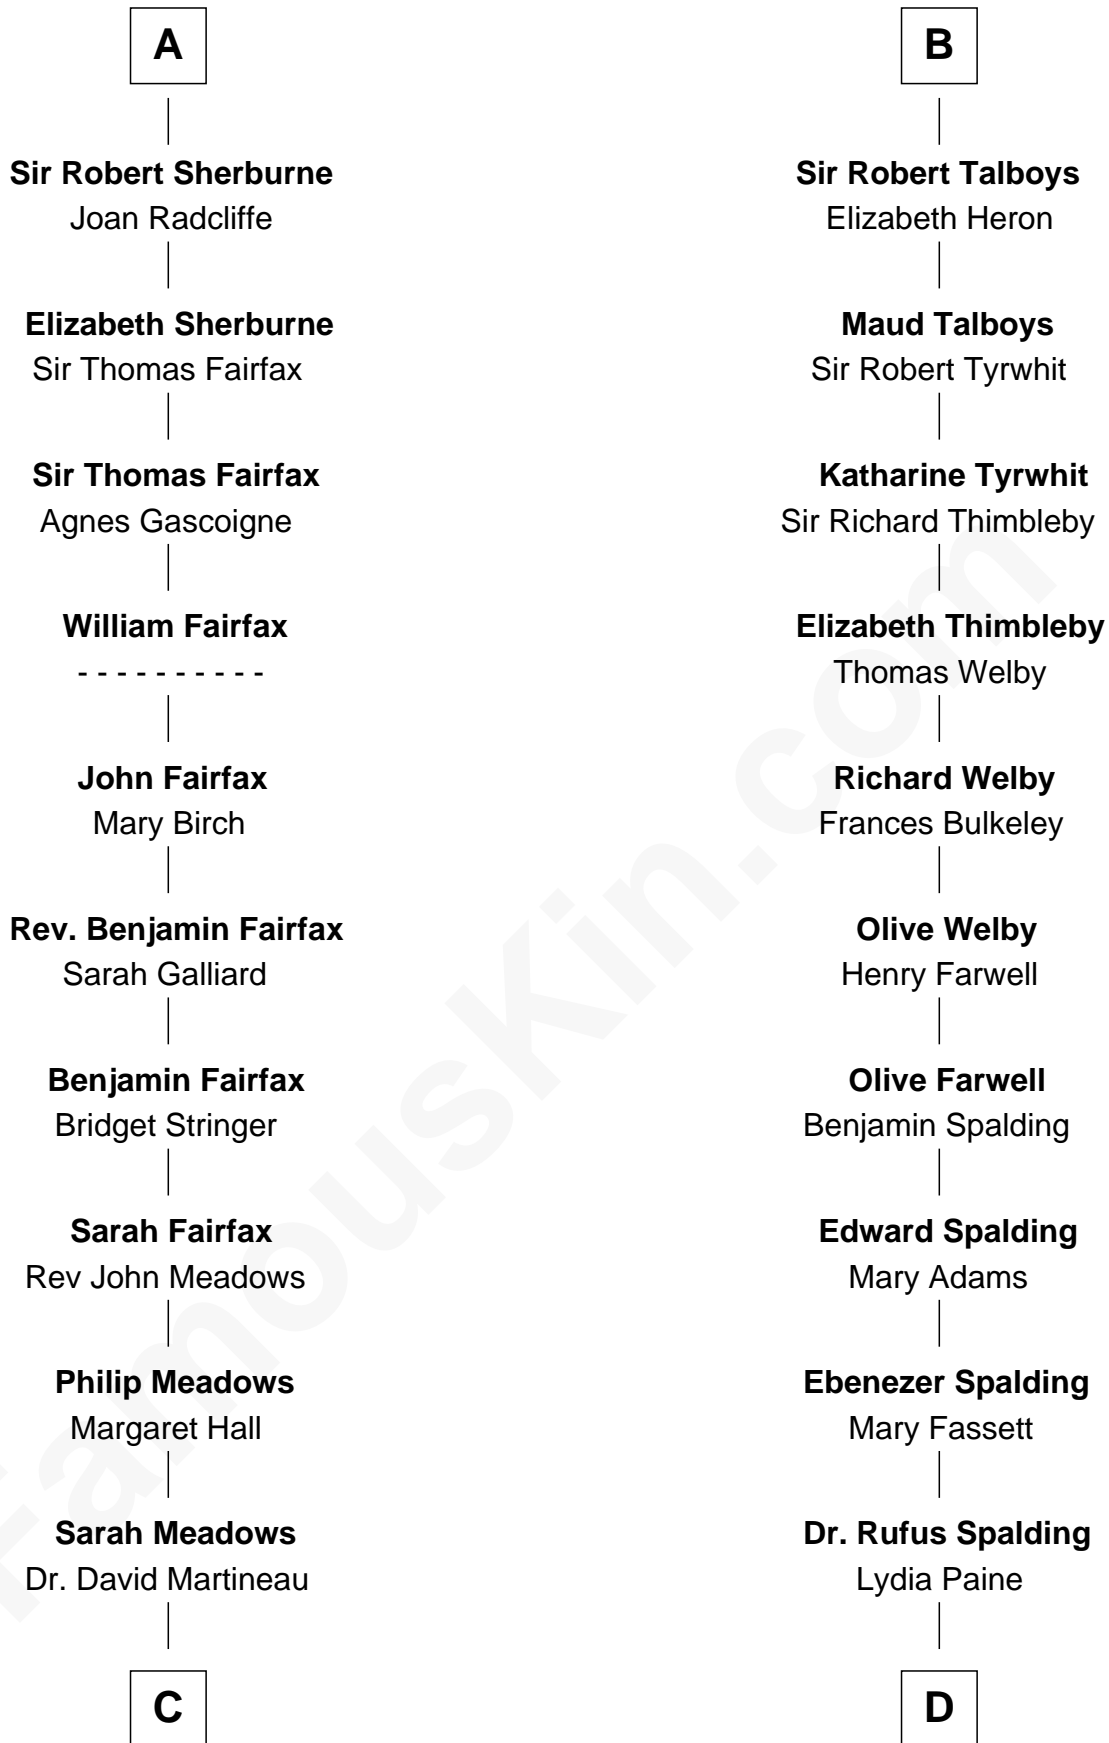 A
Sir Robert Sherburne
Joan Radcliffe
Elizabeth Sherburne
Sir Thomas Fairfax
Sir Thomas Fairfax
Agnes Gascoigne
William Fairfax
- - - - - - - - - -
John Fairfax
Mary Birch
Rev. Benjamin Fairfax
Sarah Galliard
Benjamin Fairfax
Bridget Stringer
Sarah Fairfax
Rev John Meadows
Philip Meadows
Margaret Hall
Sarah Meadows
Dr. David Martineau
C
B
Sir Robert Talboys
Elizabeth Heron
Maud Talboys
Sir Robert Tyrwhit
Katharine Tyrwhit
Sir Richard Thimbleby
Elizabeth Thimbleby
Thomas Welby
Richard Welby
Frances Bulkeley
Olive Welby
Henry Farwell
Olive Farwell
Benjamin Spalding
Edward Spalding
Mary Adams
Ebenezer Spalding
Mary Fassett
Dr. Rufus Spalding
Lydia Paine
D
FamousKin.com